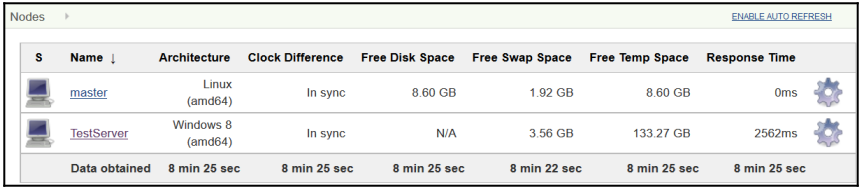 Nodes ENABLE AUTO REFRESH
S Name ↓ Architecture Clock Difference Free Disk Space Free Swap Space Free Temp Space Response Time
master Linux (amd64) In sync 8.60 GB 1.92 GB 8.60 GB 0ms
TestServer Windows 8 (amd64) In sync N/A 3.56 GB 133.27 GB 2562ms
Data obtained 8 min 25 sec 8 min 25 sec 8 min 25 sec 8 min 22 sec 8 min 25 sec 8 min 25 sec